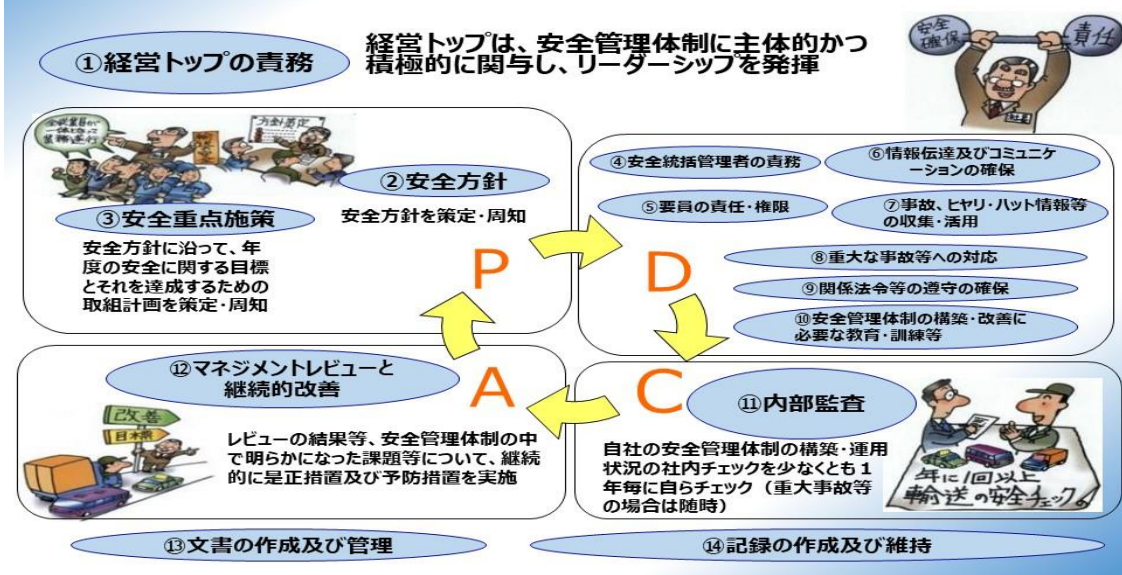 ①経営トップの責務
経営トップは、安全管理体制に主体的かつ
積極的に関与し、リーダーシップを発揮
安全
確保
責任
社長
全従業員が
一体となって
業務遂行
方針策定
②安全方針
安全方針を策定・周知
③安全重点施策
安全方針に沿って、年
度の安全に関する目標
とそれを達成するための
取組計画を策定・周知
P
④安全統括管理者の責務
⑥情報伝達及びコミュニケ
ーションの確保
⑤要員の責任・権限
⑦事故、ヒヤリ・ハット情報等
の収集・活用
⑧重大な事故等への対応
⑨関係法令等の遵守の確保
⑩安全管理体制の構築・改善に
必要な教育・訓練等
D
⑫マネジメントレビューと
継続的改善
A
改善
レビューの結果等、安全管理体制の中
で明らかになった課題等について、継続
的に是正措置及び予防措置を実施
C
⑪内部監査
自社の安全管理体制の構築・運用
状況の社内チェックを少なくとも1
年毎に自らチェック（重大事故等
の場合は随時）
年に1回以上
輸送の安全チェック
⑬文書の作成及び管理
⑭記録の作成及び維持